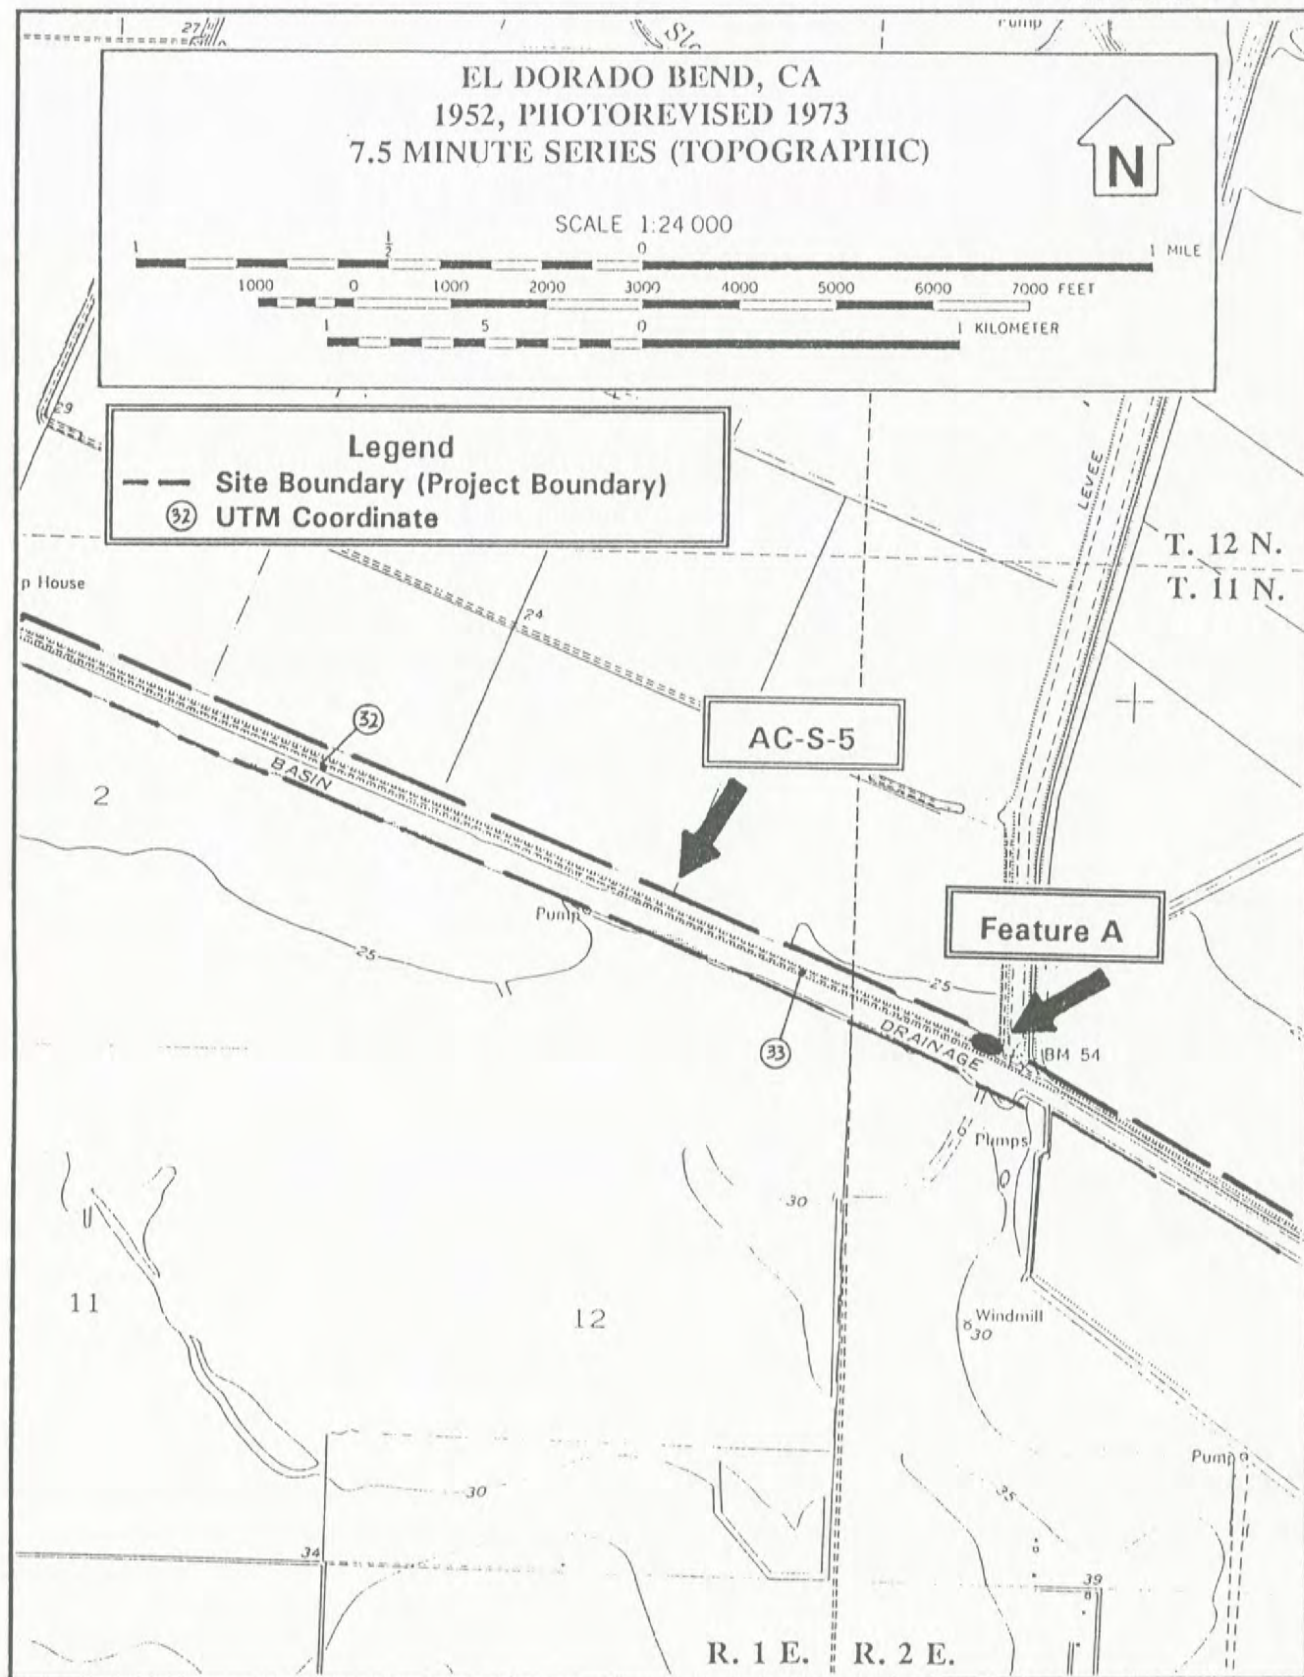 27
Pump
EL DORADO BEND, CA
1952, PHOTOREVISED 1973
7.5 MINUTE SERIES (TOPOGRAPHIC)
N
SCALE 1:24 000
1 ½ 0 1 MILE
1000 0 1000 2000 3000 4000 5000 6000 7000 FEET
1 5 0 1 KILOMETER
29
Legend
Site Boundary (Project Boundary)
32 UTM Coordinate
LEVEE
T. 12 N.
T. 11 N.
p House
24
32
AC-S-5
BASIN
2
Pump
Feature A
25
25
DRAINAGE
33
BM 54
Pumps
30
11
12
Windmill
30
Pump
30
35
34
39
R. 1 E. R. 2 E.